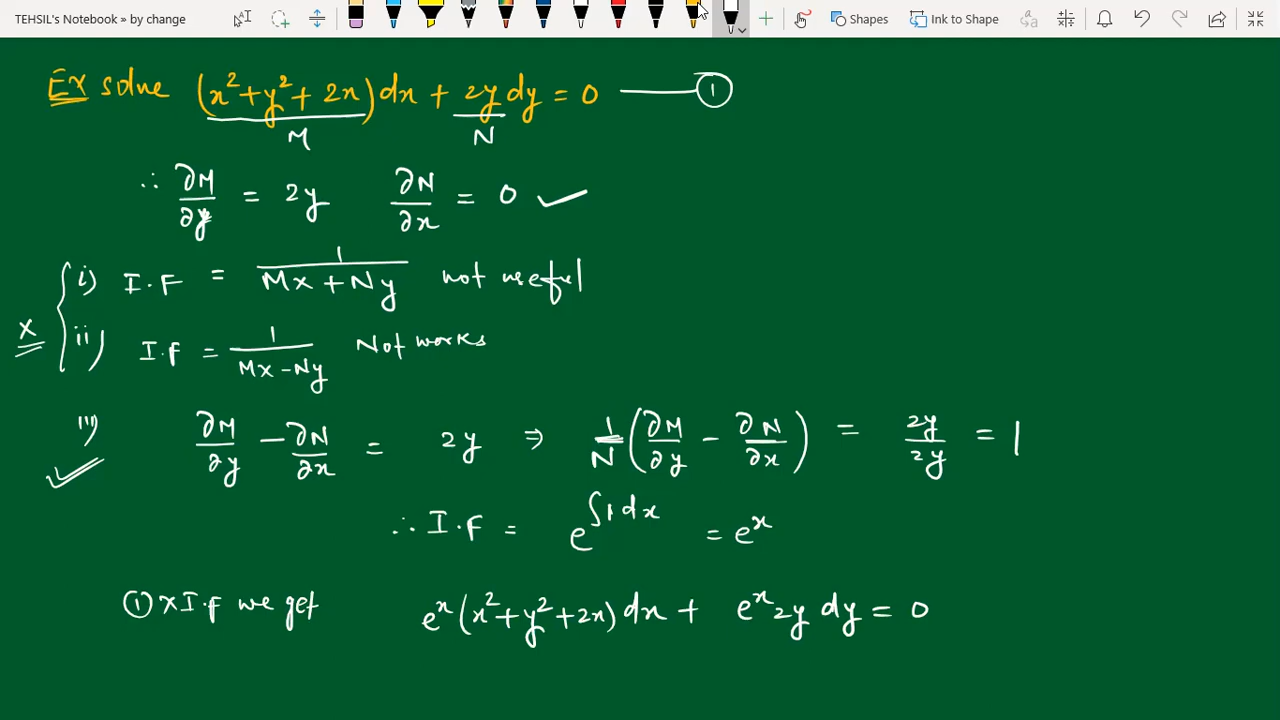 TEHSIL's Notebook » by change
Shapes
Ink to Shape
Ex solve (x²+y²+2x)dx + 2y dy = 0 —— ①
M N
∴ ∂M/∂y = 2y ∂N/∂x = 0 ✓
i) I.F = 1/(Mx+Ny) not useful
x
ii) I.F = 1/(Mx-Ny) Not works
iii) ∂M/∂y - ∂N/∂x = 2y ⇒ 1/N (∂M/∂y - ∂N/∂x) = 2y/2y = 1
✓
∴ I.F = e^∫1dx = e^x
① x I.f we get e^x(x²+y²+2x)dx + e^x 2y dy = 0